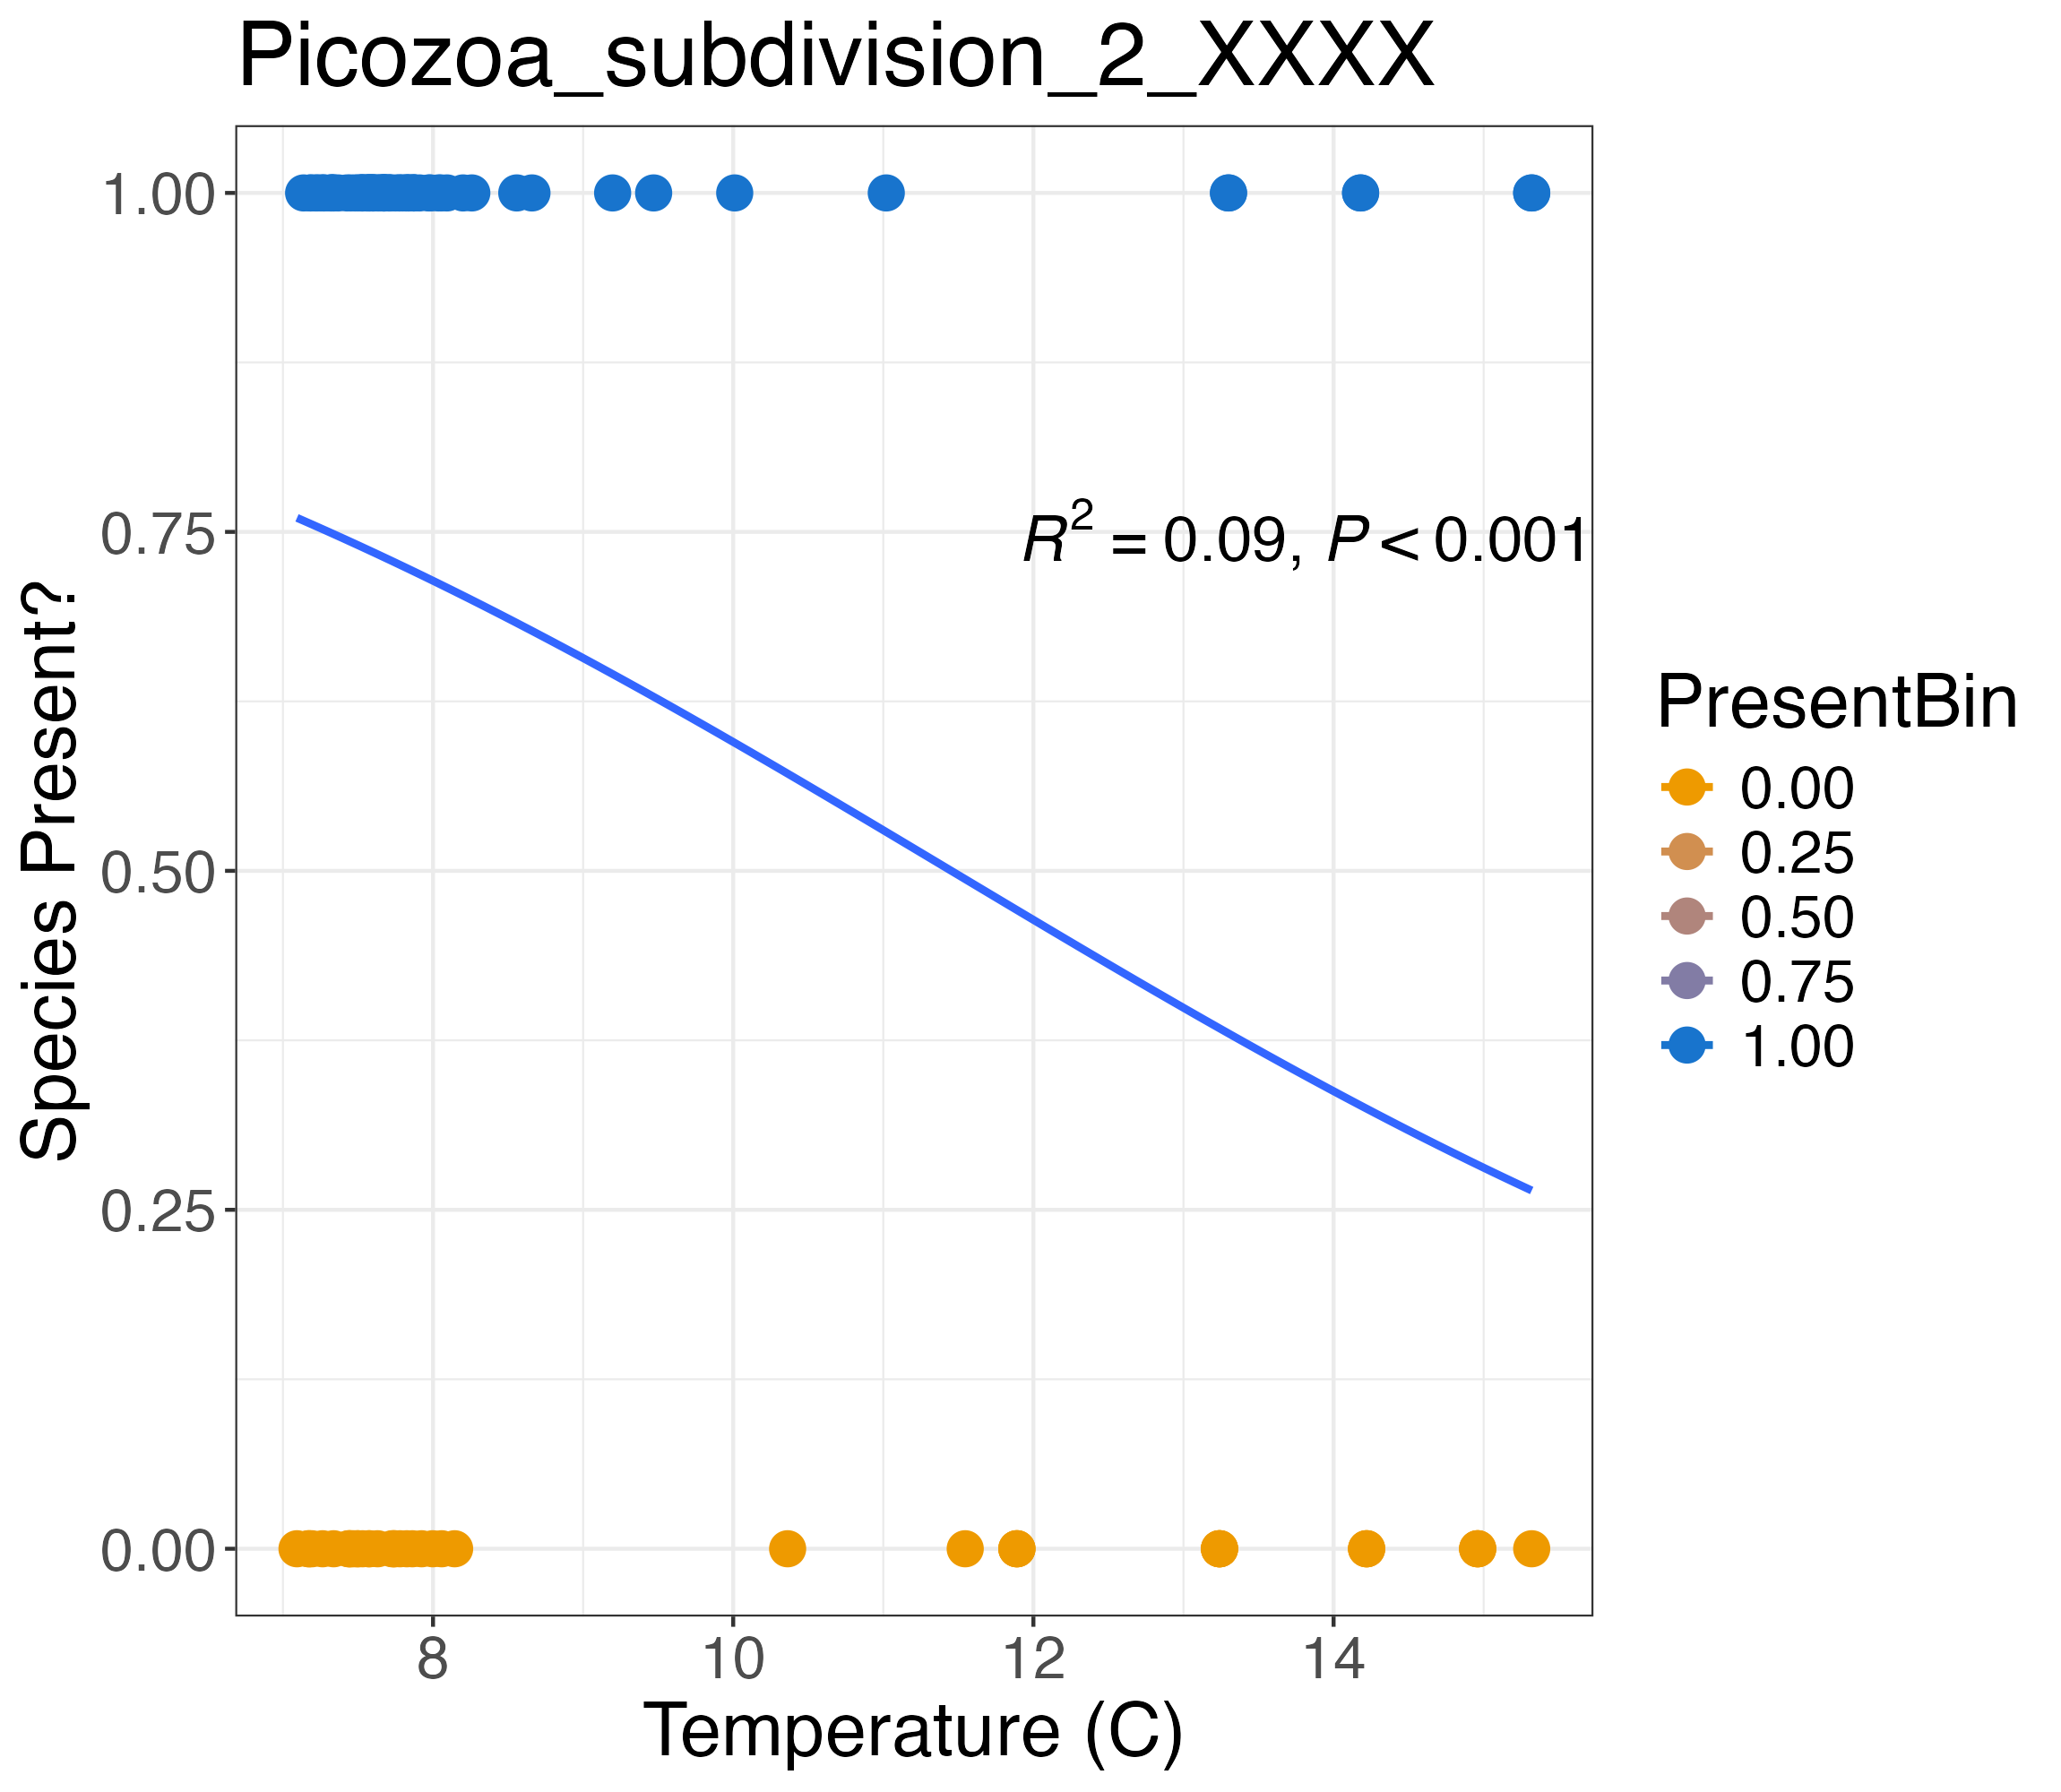 Picozoa_subdivision_2_XXXX
1.00
0.75
0.50
0.25
0.00
Species Present?
R² = 0.09, P < 0.001
8 10 12 14
Temperature (C)
PresentBin
0.00
0.25
0.50
0.75
1.00